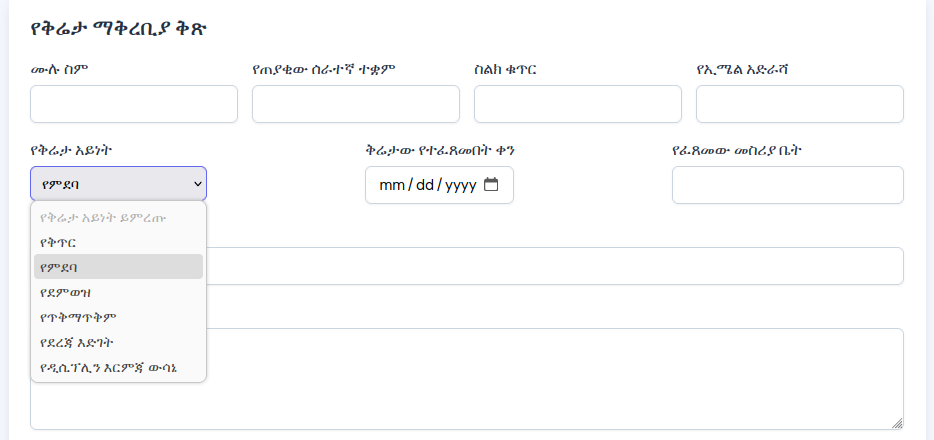 የቅሬታ ማቅረቢያ ቅጽ
ሙሉ ስም
የጠያቂው ሰራተኛ ተቋም
ስልክ ቁጥር
የኢሜል አድራሻ
የቅሬታ አይነት
ቅሬታው የተፈጸመበት ቀን
የፈጸመው መስሪያ ቤት
የምደባ
mm / dd / yyyy
የቅሬታ አይነት ይምረጡ
የቅጥር
የምደባ
የደምወዝ
የጥቅማጥቅም
የደረጃ እድገት
የዲሲፕሊን እርምጃ ውሳኔ